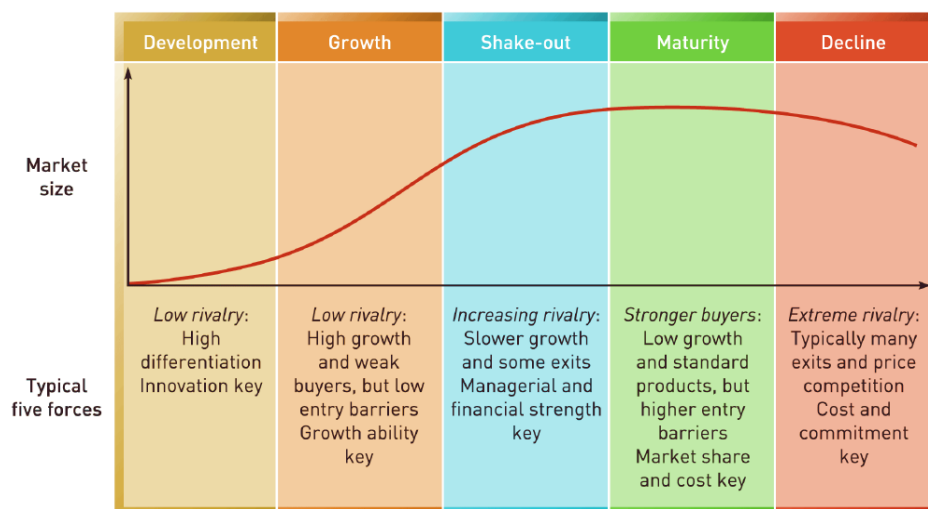 Development
Growth
Shake-out
Maturity
Decline
Market
size
Typical
five forces
Low rivalry:
High
differentiation
Innovation key
Low rivalry:
High growth
and weak
buyers, but low
entry barriers
Growth ability
key
Increasing rivalry:
Slower growth
and some exits
Managerial and
financial strength
key
Stronger buyers:
Low growth
and standard
products, but
higher entry
barriers
Market share
and cost key
Extreme rivalry:
Typically many
exits and price
competition
Cost and
commitment
key